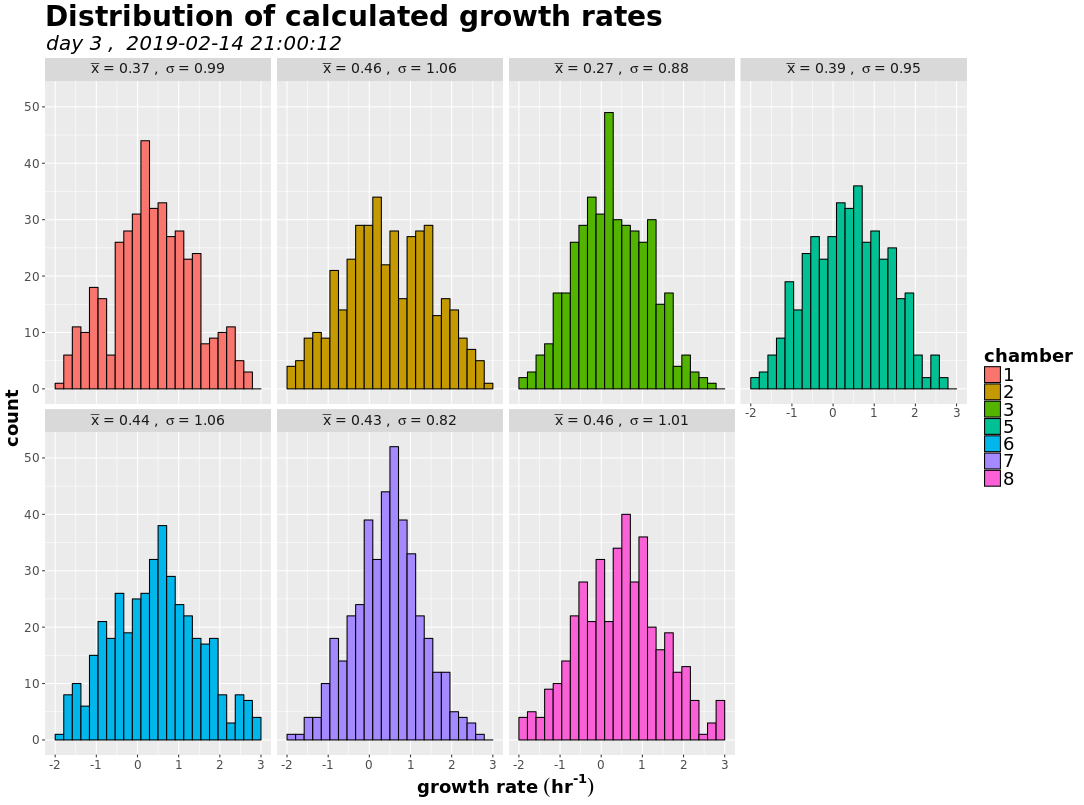 Distribution of calculated growth rates
day 3 ,  2019-02-14 21:00:12
x̅ = 0.37 ,  σ = 0.99
x̅ = 0.46 ,  σ = 1.06
x̅ = 0.27 ,  σ = 0.88
x̅ = 0.39 ,  σ = 0.95
50
40
30
20
10
0
-2 -1 0 1 2 3
x̅ = 0.44 ,  σ = 1.06
x̅ = 0.43 ,  σ = 0.82
x̅ = 0.46 ,  σ = 1.01
50
40
30
20
10
0
-2 -1 0 1 2 3
-2 -1 0 1 2 3
-2 -1 0 1 2 3
count
growth rate (hr⁻¹)
chamber
1
2
3
5
6
7
8